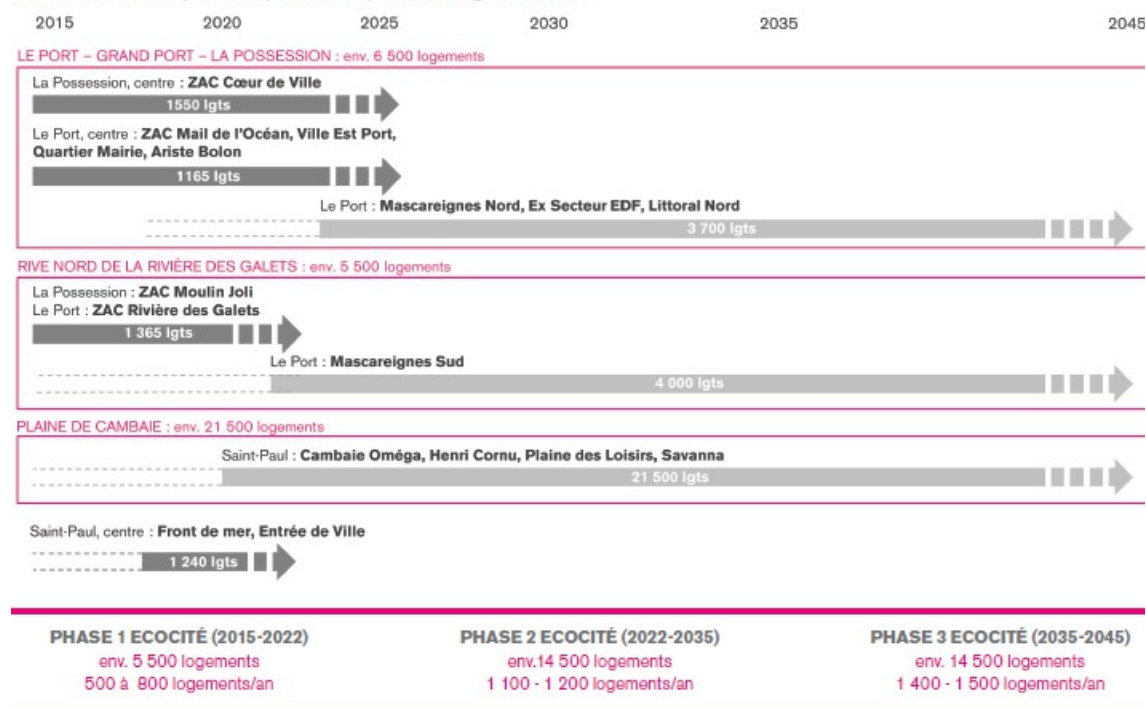 2015 2020 2025 2030 2035 2045
LE PORT – GRAND PORT – LA POSSESSION : env. 6 500 logements
La Possession, centre : ZAC Cœur de Ville
1550 lgts
Le Port, centre : ZAC Mail de l'Océan, Ville Est Port,
Quartier Mairie, Ariste Bolon
1165 lgts
Le Port : Mascareignes Nord, Ex Secteur EDF, Littoral Nord
3 700 lgts
RIVE NORD DE LA RIVIÈRE DES GALETS : env. 5 500 logements
La Possession : ZAC Moulin Joli
Le Port : ZAC Rivière des Galets
1 365 lgts
Le Port : Mascareignes Sud
4 000 lgts
PLAINE DE CAMBAIE : env. 21 500 logements
Saint-Paul : Cambaie Oméga, Henri Cornu, Plaine des Loisirs, Savanna
21 500 lgts
Saint-Paul, centre : Front de mer, Entrée de Ville
1 240 lgts
PHASE 1 ECOCITÉ (2015-2022)
env. 5 500 logements
500 à 800 logements/an
PHASE 2 ECOCITÉ (2022-2035)
env.14 500 logements
1 100 - 1 200 logements/an
PHASE 3 ECOCITÉ (2035-2045)
env. 14 500 logements
1 400 - 1 500 logements/an